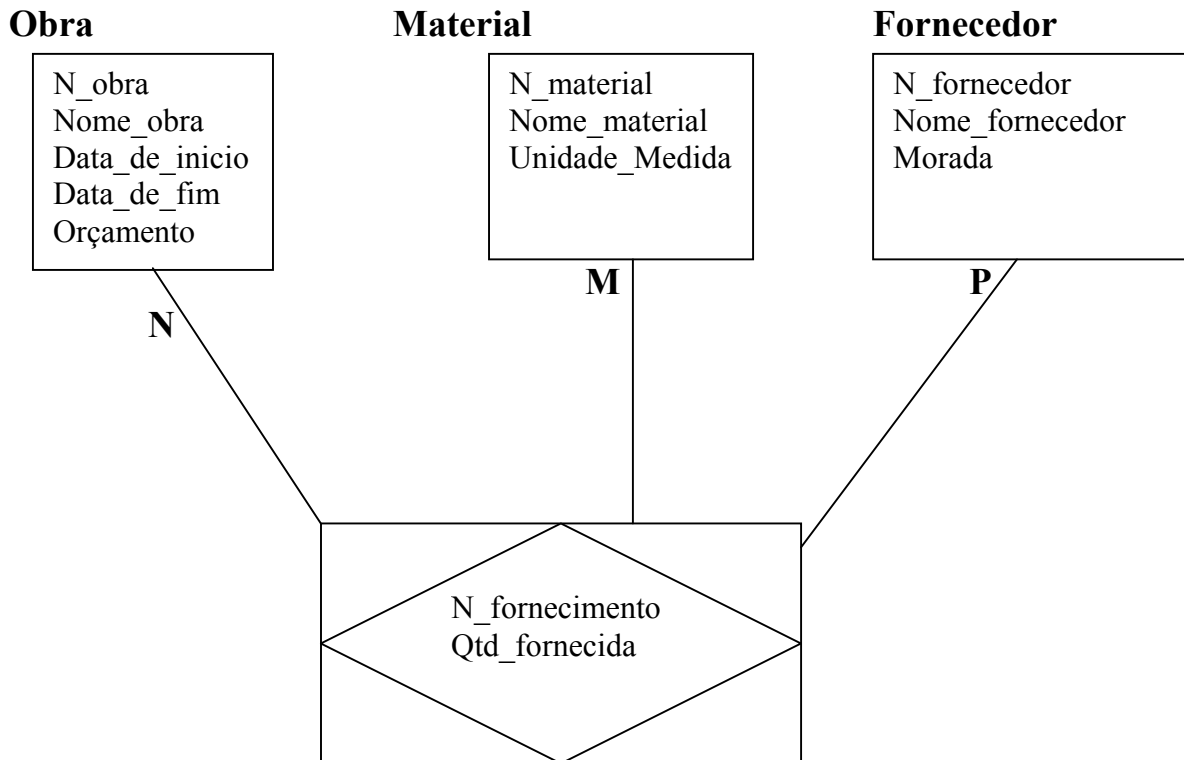 Obra
Material
Fornecedor
N_obra
Nome_obra
Data_de_inicio
Data_de_fim
Orçamento
N_material
Nome_material
Unidade_Medida
N_fornecedor
Nome_fornecedor
Morada
N
M
P
N_fornecimento
Qtd_fornecida